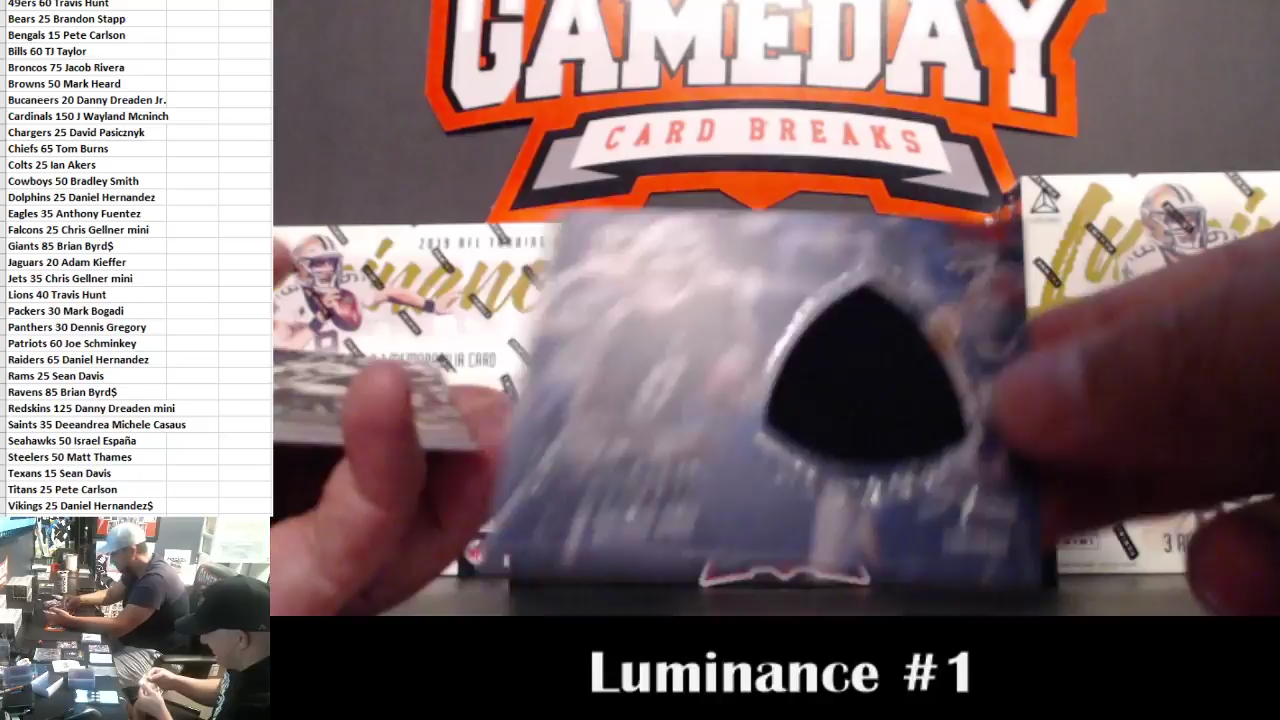 49ers 60 Travis Hunt
Bears 25 Brandon Stapp
Bengals 15 Pete Carlson
Bills 60 TJ Taylor
Broncos 75 Jacob Rivera
Browns 50 Mark Heard
Bucaneers 20 Danny Dreaden Jr.
Cardinals 150 J Wayland Mcninch
Chargers 25 David Pasicznyk
Chiefs 65 Tom Burns
Colts 25 Ian Akers
Cowboys 50 Bradley Smith
Dolphins 25 Daniel Hernandez
Eagles 35 Anthony Fuentez
Falcons 25 Chris Gellner mini
Giants 85 Brian Byrd$
Jaguars 20 Adam Kieffer
Jets 35 Chris Gellner mini
Lions 40 Travis Hunt
Packers 30 Mark Bogadi
Panthers 30 Dennis Gregory
Patriots 60 Joe Schminkey
Raiders 65 Daniel Hernandez
Rams 25 Sean Davis
Ravens 85 Brian Byrd$
Redskins 125 Danny Dreaden mini
Saints 35 Deeandrea Michele Casaus
Seahawks 50 Israel España
Steelers 50 Matt Thames
Texans 15 Sean Davis
Titans 25 Pete Carlson
Vikings 25 Daniel Hernandez$
GAMEDAY
CARD BREAKS
2019 NFL TRADING
MEMORABILIA CARD
Luminance #1